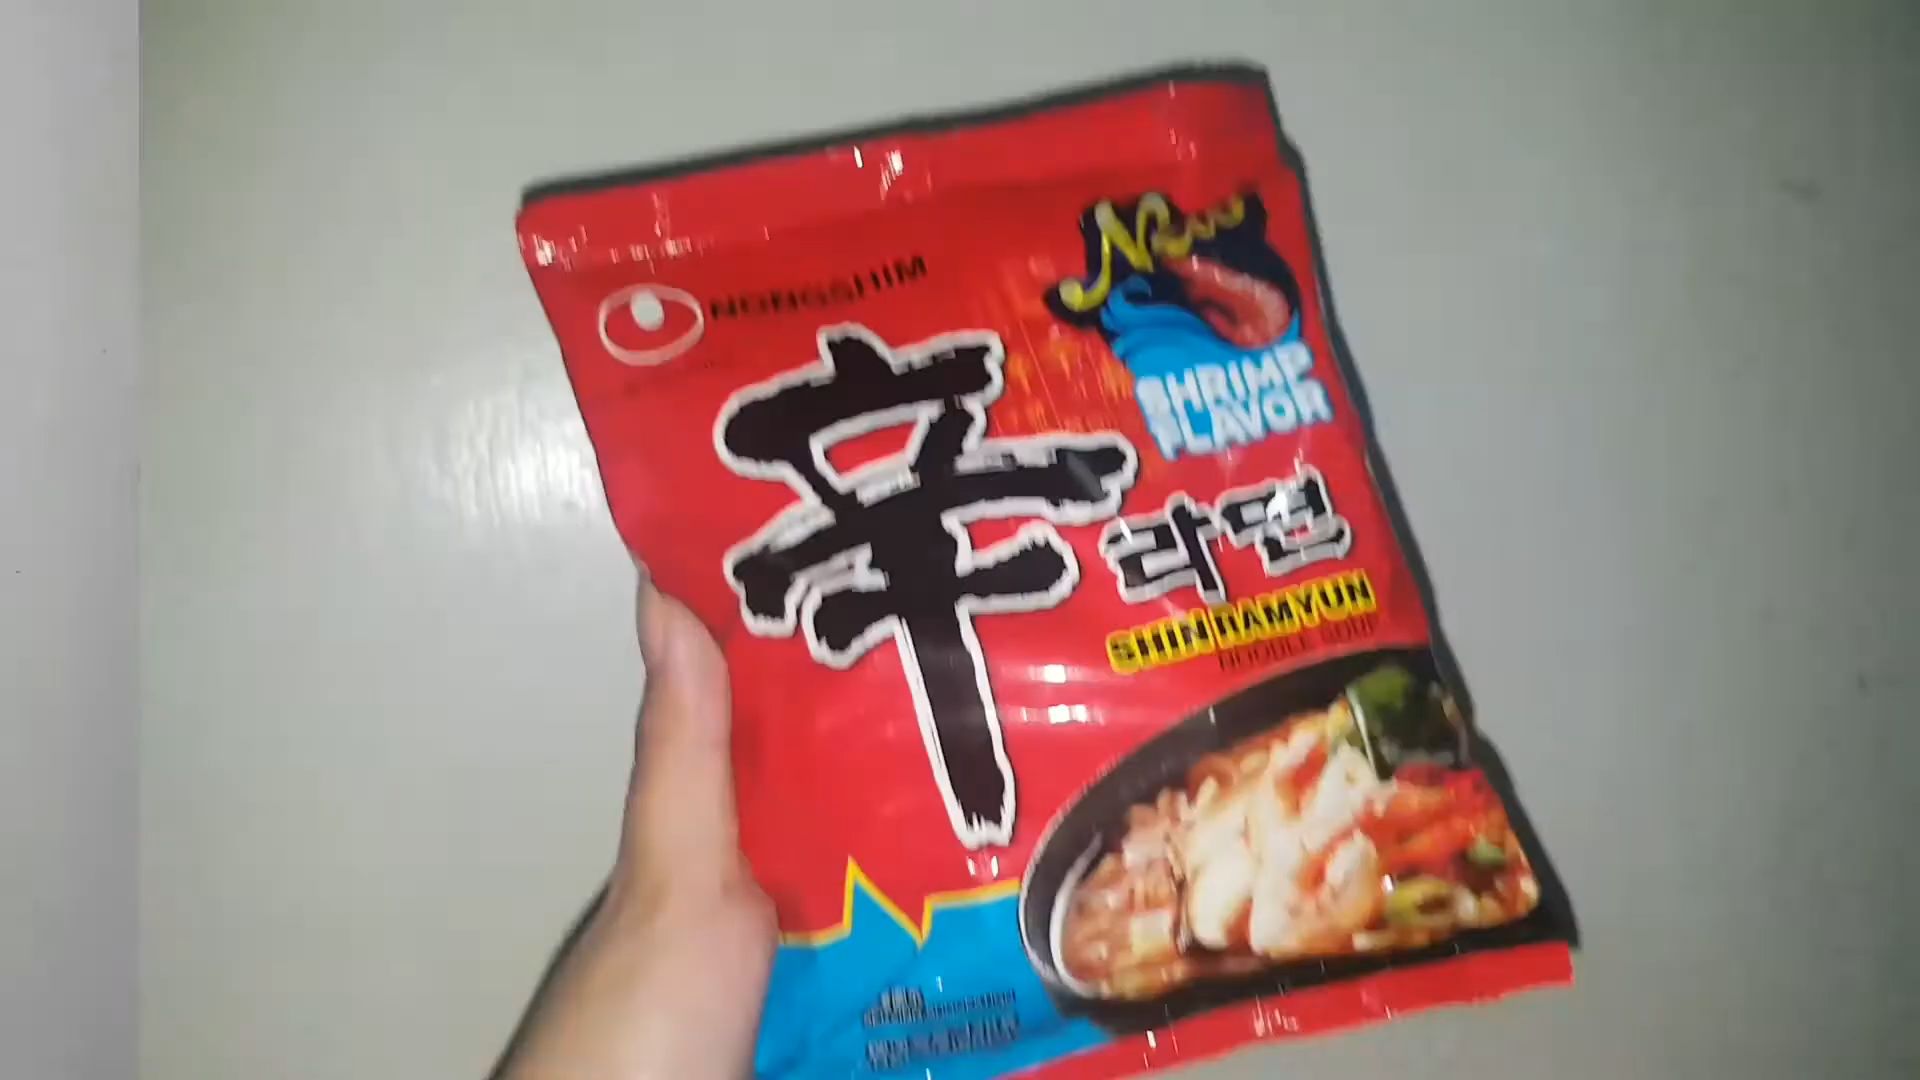 NONGSHIM
New
SHRIMP
FLAVOR
辛
라면
SHIN RAMYUN
NOODLE SOUP